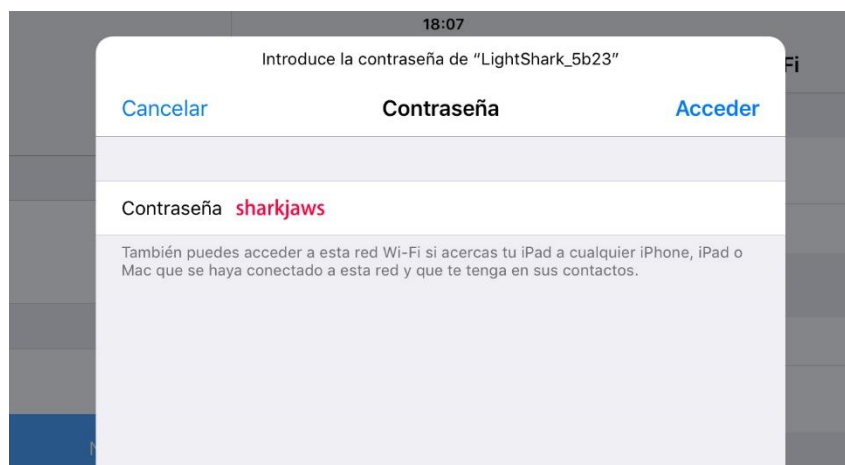 18:07
Introduce la contraseña de “LightShark_5b23”
Fi
Cancelar
Contraseña
Acceder
Contraseña sharkjaws
También puedes acceder a esta red Wi-Fi si acercas tu iPad a cualquier iPhone, iPad o
Mac que se haya conectado a esta red y que te tenga en sus contactos.